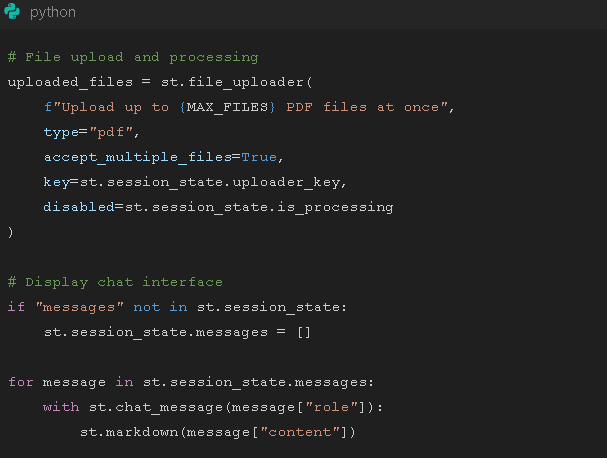 python
# File upload and processing
uploaded_files = st.file_uploader(
    f"Upload up to {MAX_FILES} PDF files at once",
    type="pdf",
    accept_multiple_files=True,
    key=st.session_state.uploader_key,
    disabled=st.session_state.is_processing
)

# Display chat interface
if "messages" not in st.session_state:
    st.session_state.messages = []

for message in st.session_state.messages:
    with st.chat_message(message["role"]):
        st.markdown(message["content"])